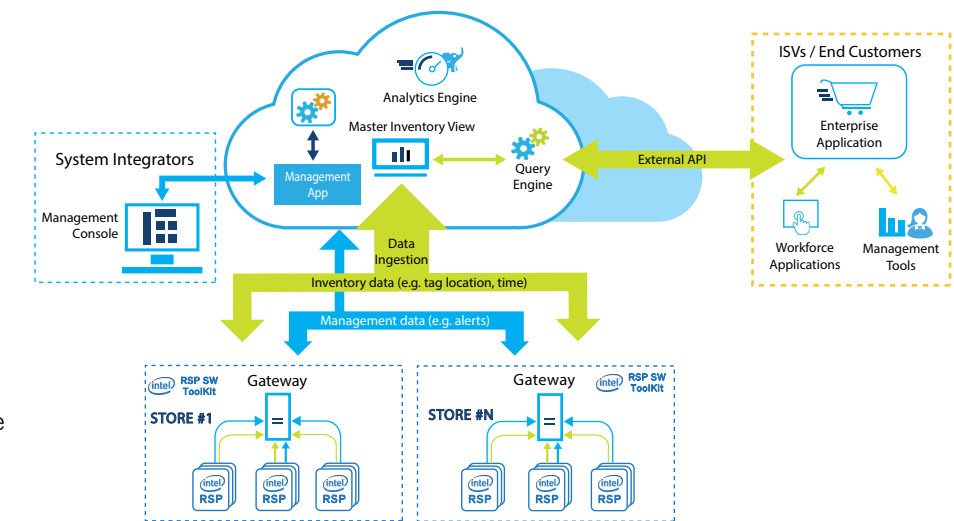 ISVs / End Customers
Analytics Engine
Enterprise
Application
Master Inventory View
System Integrators
External API
Management
App
Query
Engine
Management
Console
Data
Ingestion
Workforce
Applications
Management
Tools
Inventory data (e.g. tag location, time)
Management data (e.g. alerts)
intel
RSP SW
ToolKit
Gateway
STORE #1
intel
RSP
intel
RSP
intel
RSP
Gateway
intel
RSP SW
ToolKit
STORE #N
intel
RSP
intel
RSP
intel
RSP
e